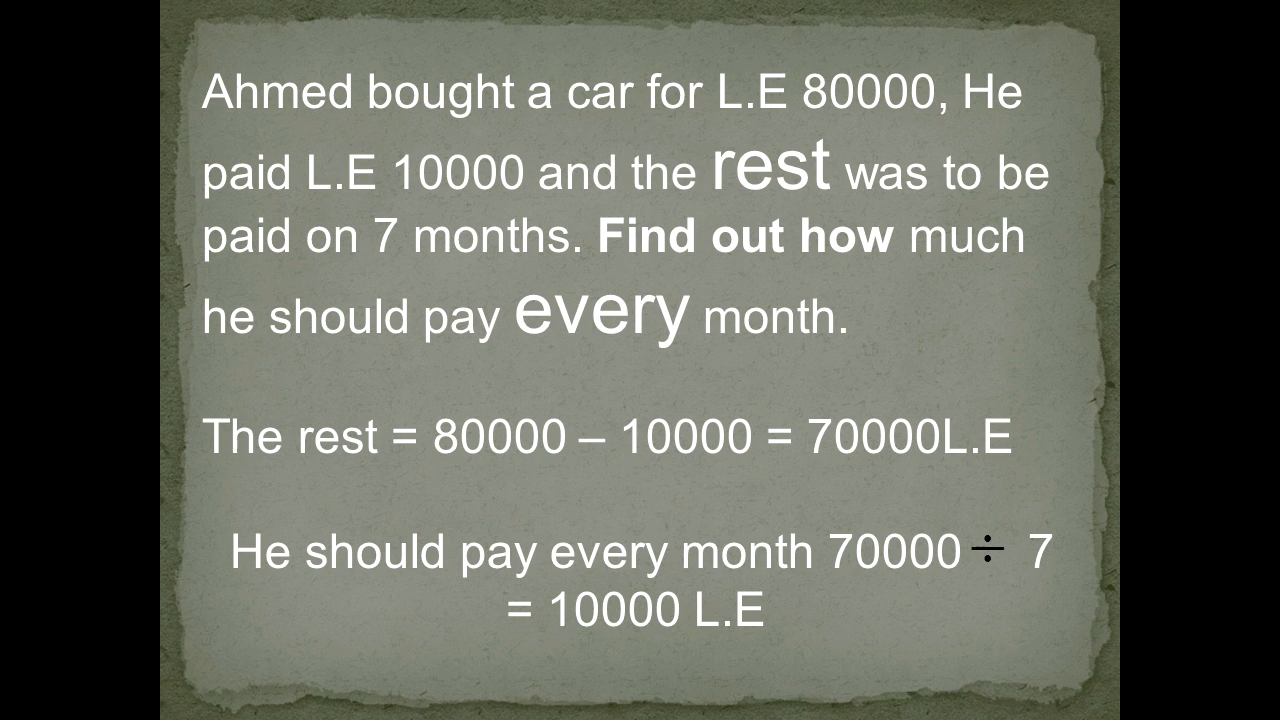 Ahmed bought a car for L.E 80000, He
paid L.E 10000 and the rest was to be
paid on 7 months. Find out how much
he should pay every month.
The rest = 80000 – 10000 = 70000L.E
He should pay every month 70000 ÷ 7
= 10000 L.E